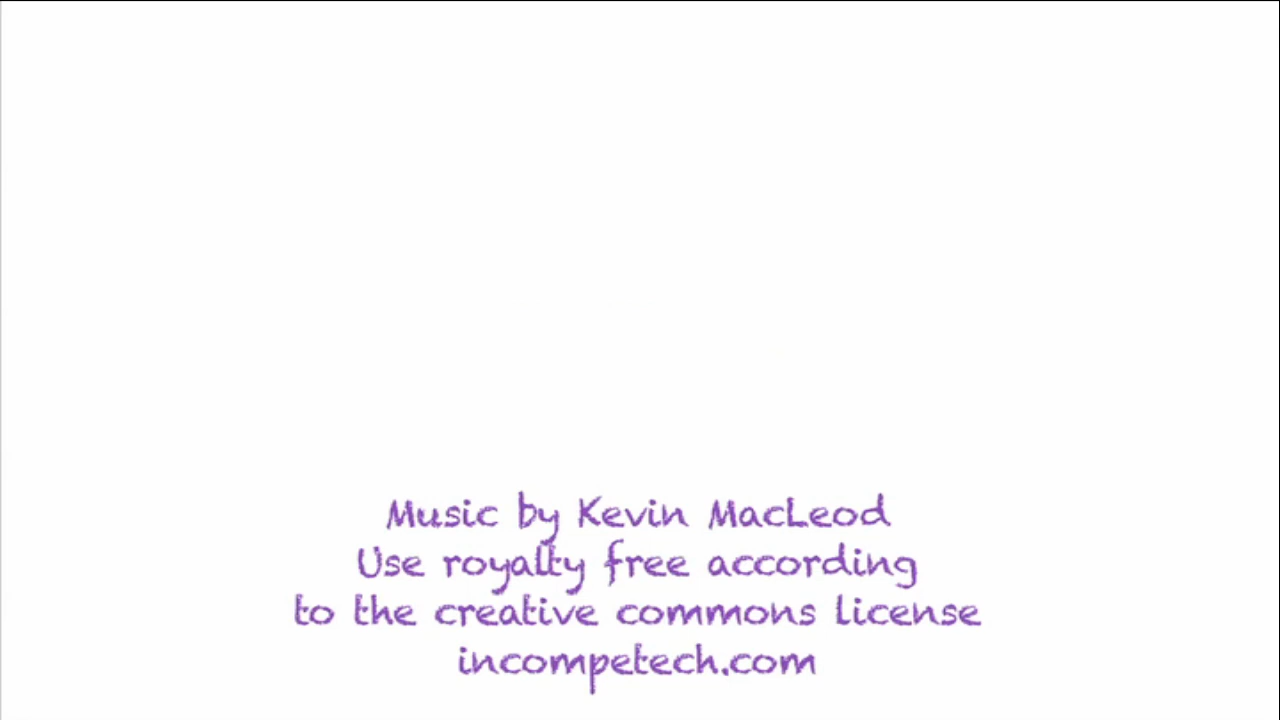 Music by Kevin MacLeod
Use royalty free according
to the creative commons license
incompetech.com